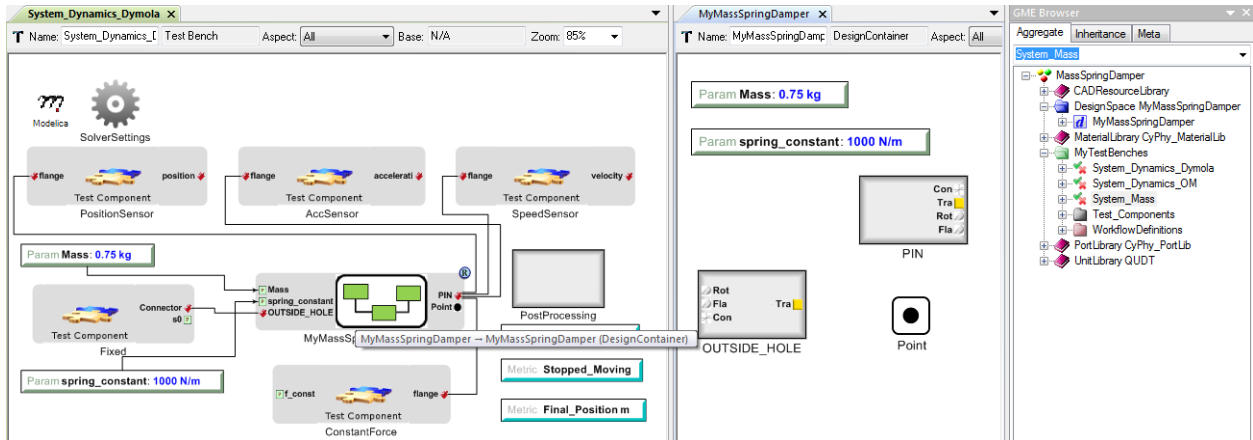 System_Dynamics_Dymola
Name: System_Dynamics_[ Test Bench Aspect: All Base: N/A Zoom: 85%
Modelica
SolverSettings
flange position
Test Component
PositionSensor
flange accelerati
Test Component
AccSensor
flange velocity
Test Component
SpeedSensor
Param Mass: 0.75 kg
Connector
s0
Test Component
Fixed
Param spring_constant: 1000 N/m
R
Mass
spring_constant
OUTSIDE_HOLE
PIN
Point
MyMassSp
MyMassSpringDamper → MyMassSpringDamper (DesignContainer)
PostProcessing
Metric Stopped_Moving
Metric Final_Position m
f_const flange
Test Component
ConstantForce
MyMassSpringDamper
Name: MyMassSpringDamp DesignContainer Aspect: All
Param Mass: 0.75 kg
Param spring_constant: 1000 N/m
Con
Tra
Rot
Fla
PIN
Rot
Fla Tra
Con
OUTSIDE_HOLE
Point
GME Browser
Aggregate Inheritance Meta
System_Mass
MassSpringDamper
CADResourceLibrary
DesignSpace MyMassSpringDamper
d MyMassSpringDamper
MaterialLibrary CyPhy_MaterialLib
MyTestBenches
System_Dynamics_Dymola
System_Dynamics_OM
System_Mass
Test_Components
WorkflowDefinitions
PortLibrary CyPhy_PortLib
UnitLibrary QUDT